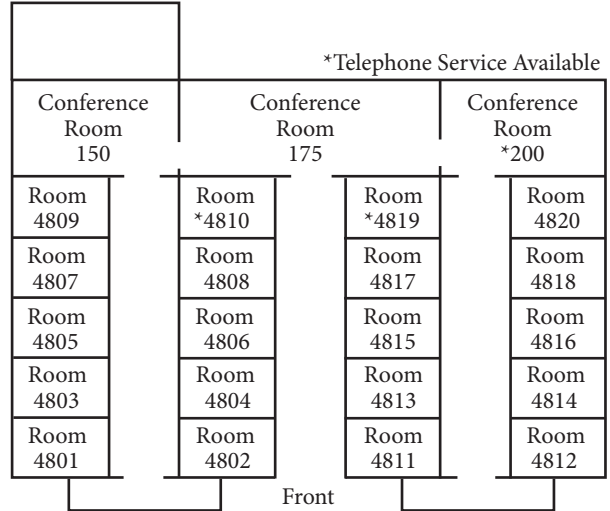 *Telephone Service Available
Conference
Room
150
Conference
Room
175
Conference
Room
*200
Room
4809
Room
*4810
Room
*4819
Room
4820
Room
4807
Room
4808
Room
4817
Room
4818
Room
4805
Room
4806
Room
4815
Room
4816
Room
4803
Room
4804
Room
4813
Room
4814
Room
4801
Room
4802
Room
4811
Room
4812
Front